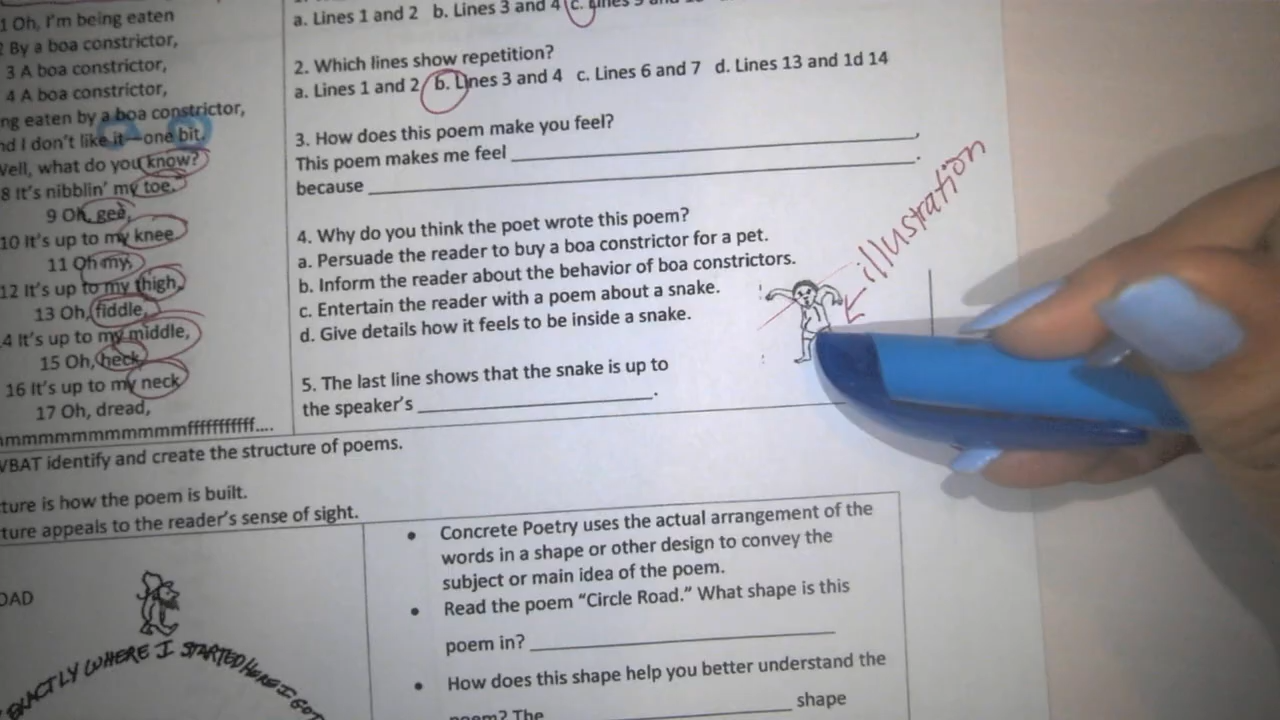 1 Oh, I'm being eaten
2 By a boa constrictor,
3 A boa constrictor,
4 A boa constrictor,
ng eaten by a boa constrictor,
nd I don't like it—one bit.
Well, what do you know?
8 It's nibblin' my toe.
9 Oh, gee,
10 It's up to my knee.
11 Oh my,
12 It's up to my thigh,
13 Oh, fiddle,
4 It's up to my middle,
15 Oh, heck,
16 It's up to my neck
17 Oh, dread,
mmmmmmmmmmmffffffffff....
a. Lines 1 and 2 b. Lines 3 and 4 c. Lines
2. Which lines show repetition?
a. Lines 1 and 2 b. Lines 3 and 4 c. Lines 6 and 7 d. Lines 13 and 1d 14
3. How does this poem make you feel?
This poem makes me feel ______________________________,
because ______________________________.
4. Why do you think the poet wrote this poem?
a. Persuade the reader to buy a boa constrictor for a pet.
b. Inform the reader about the behavior of boa constrictors.
c. Entertain the reader with a poem about a snake.
d. Give details how it feels to be inside a snake.
illustration
5. The last line shows that the snake is up to
the speaker's ____________________.
WBAT identify and create the structure of poems.
ture is how the poem is built.
ture appeals to the reader's sense of sight.
OAD
EXACTLY WHERE I STARTED HERE I GOT
• Concrete Poetry uses the actual arrangement of the
words in a shape or other design to convey the
subject or main idea of the poem.
• Read the poem "Circle Road." What shape is this
poem in? ____________________
• How does this shape help you better understand the
poem? The ____________________ shape